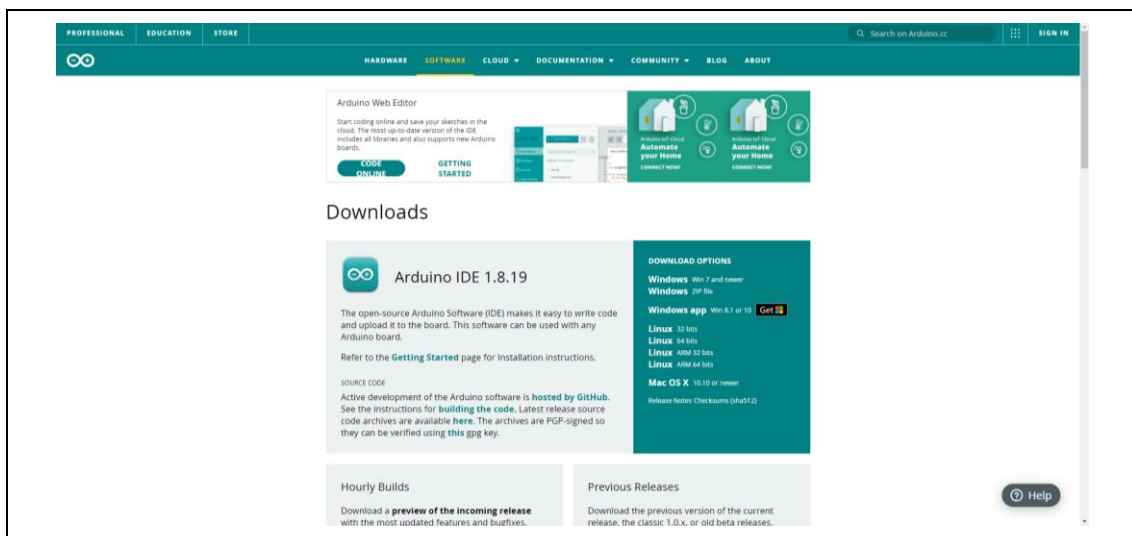 PROFESSIONAL EDUCATION STORE Search on Arduino.cc SIGN IN
HARDWARE SOFTWARE CLOUD DOCUMENTATION COMMUNITY BLOG ABOUT
Arduino Web Editor
Start coding online and save your sketches in the
cloud. The most up-to-date version of the IDE
includes all libraries and also supports new Arduino
boards.
CODE
ONLINE
GETTING
STARTED
Arduino IoT Cloud
Automate
your Home
CONNECT NOW!
Arduino IoT Cloud
Automate
your Home
CONNECT NOW!
Downloads
Arduino IDE 1.8.19
The open-source Arduino Software (IDE) makes it easy to write code
and upload it to the board. This software can be used with any
Arduino board.
Refer to the Getting Started page for Installation instructions.
SOURCE CODE
Active development of the Arduino software is hosted by GitHub.
See the instructions for building the code. Latest release source
code archives are available here. The archives are PGP-signed so
they can be verified using this gpg key.
DOWNLOAD OPTIONS
Windows Win 7 and newer
Windows ZIP file
Windows app Win 8.1 or 10 Get
Linux 32 bits
Linux 64 bits
Linux ARM 32 bits
Linux ARM 64 bits
Mac OS X 10.10 or newer
Release Notes Checksums (sha512)
Hourly Builds
Download a preview of the incoming release
with the most updated features and bugfixes.
Previous Releases
Download the previous version of the current
release, the classic 1.0.x, or old beta releases.
Help